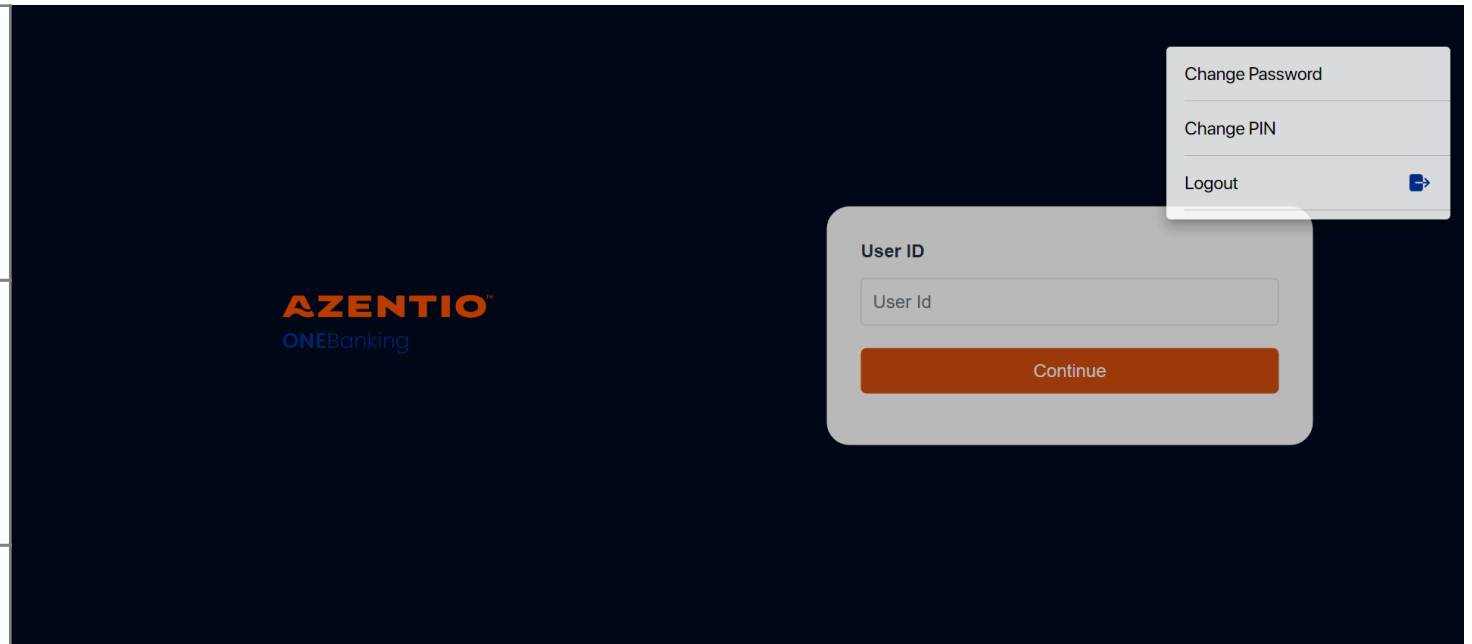 Change Password
Change PIN
Logout
User ID
User Id
Continue
AZENTIO™
ONEBanking